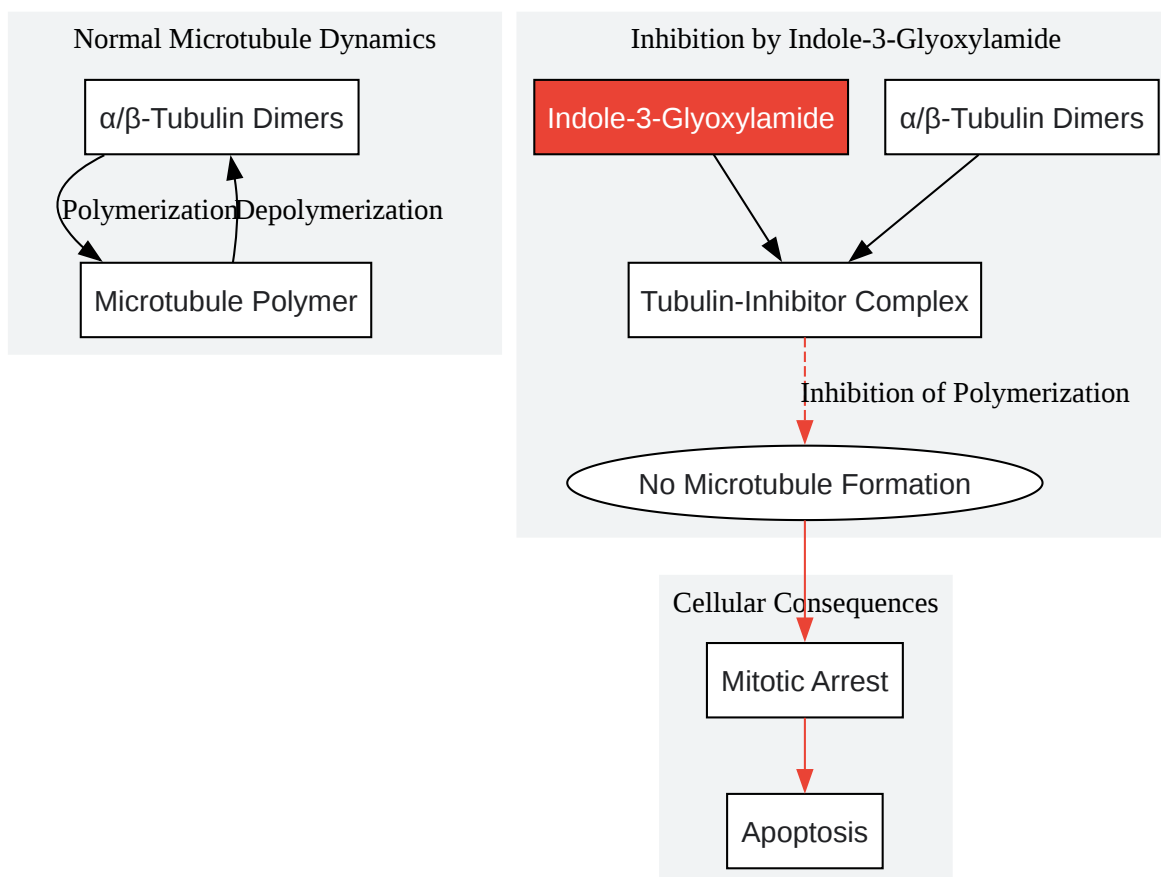 Normal Microtubule Dynamics
α/β-Tubulin Dimers
Polymerization
Depolymerization
Microtubule Polymer
Inhibition by Indole-3-Glyoxylamide
Indole-3-Glyoxylamide
α/β-Tubulin Dimers
Tubulin-Inhibitor Complex
Inhibition of Polymerization
No Microtubule Formation
Cellular Consequences
Mitotic Arrest
Apoptosis